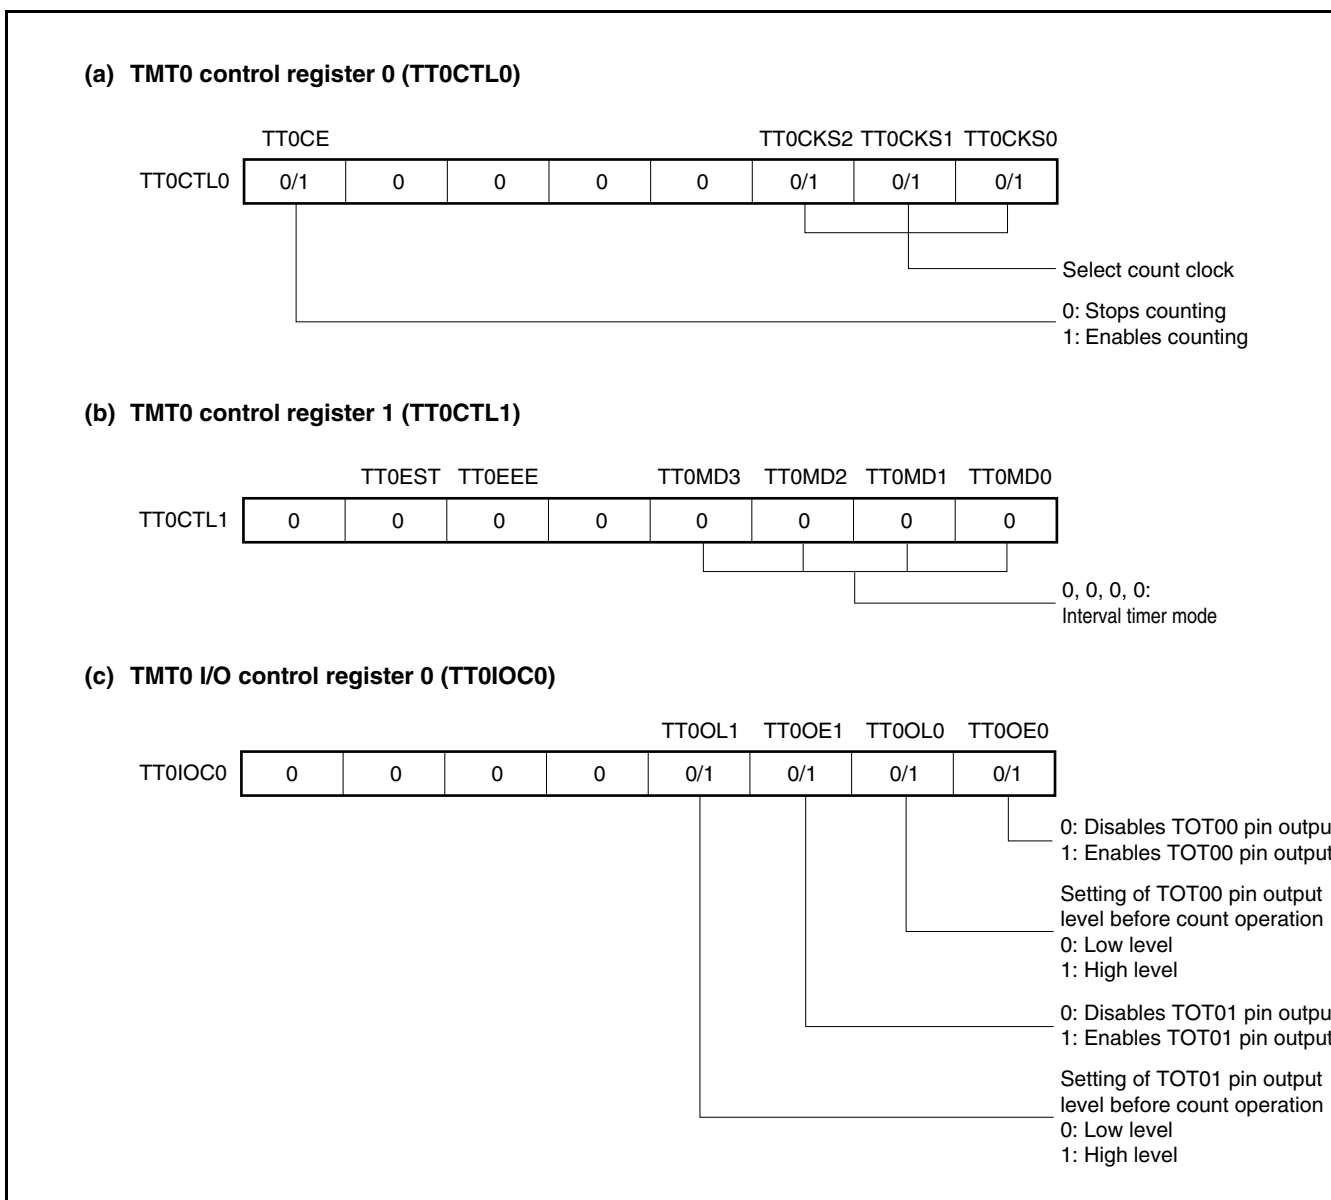 (a) TMT0 control register 0 (TT0CTL0)
TT0CE TT0CKS2 TT0CKS1 TT0CKS0
TT0CTL0 0/1 0 0 0 0 0/1 0/1 0/1
Select count clock
0: Stops counting
1: Enables counting
(b) TMT0 control register 1 (TT0CTL1)
TT0EST TT0EEE TT0MD3 TT0MD2 TT0MD1 TT0MD0
TT0CTL1 0 0 0 0 0 0 0 0
0, 0, 0, 0:
Interval timer mode
(c) TMT0 I/O control register 0 (TT0IOC0)
TT0OL1 TT0OE1 TT0OL0 TT0OE0
TT0IOC0 0 0 0 0 0/1 0/1 0/1 0/1
0: Disables TOT00 pin outpu
1: Enables TOT00 pin output
Setting of TOT00 pin output
level before count operation
0: Low level
1: High level
0: Disables TOT01 pin outpu
1: Enables TOT01 pin output
Setting of TOT01 pin output
level before count operation
0: Low level
1: High level